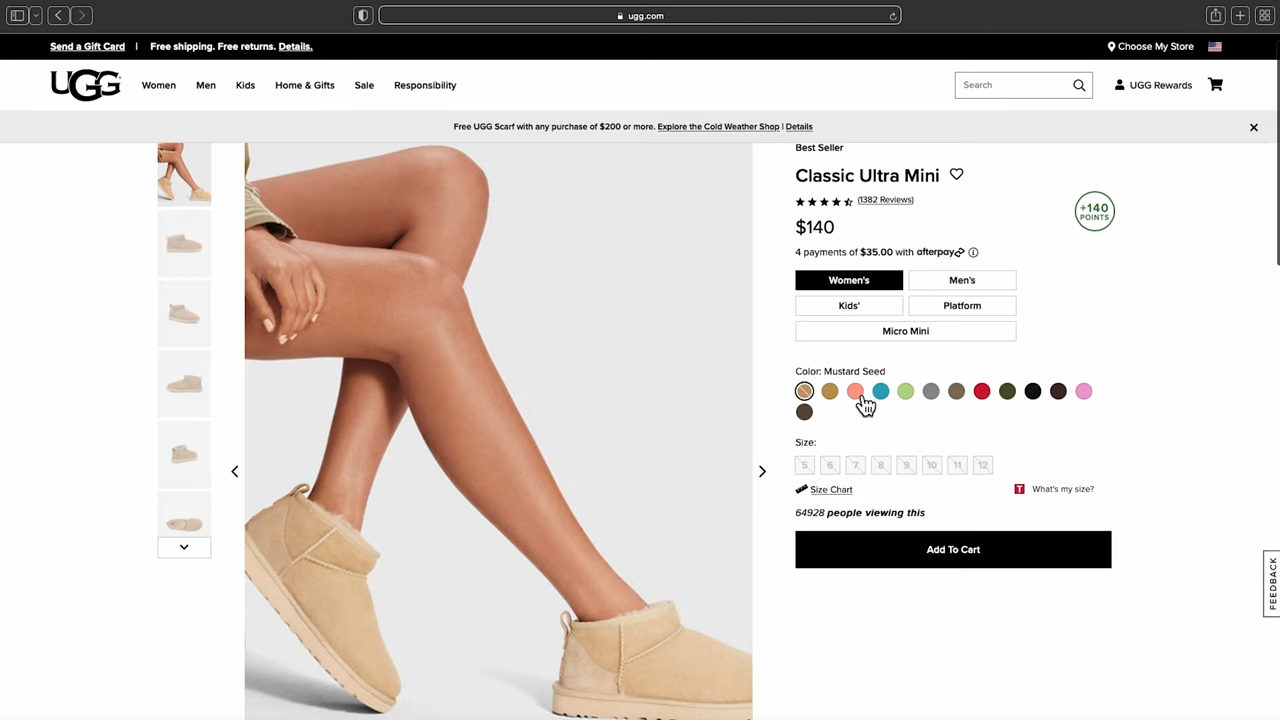 ugg.com
Send a Gift Card | Free shipping. Free returns. Details.
Choose My Store
UGG
Women Men Kids Home & Gifts Sale Responsibility
Search
UGG Rewards
Free UGG Scarf with any purchase of $200 or more. Explore the Cold Weather Shop | Details
Best Seller
Classic Ultra Mini
(1382 Reviews)
+140
POINTS
$140
4 payments of $35.00 with afterpay
Women's Men's
Kids' Platform
Micro Mini
Color: Mustard Seed
Size:
5 6 7 8 9 10 11 12
Size Chart
T What's my size?
64928 people viewing this
Add To Cart
FEEDBACK